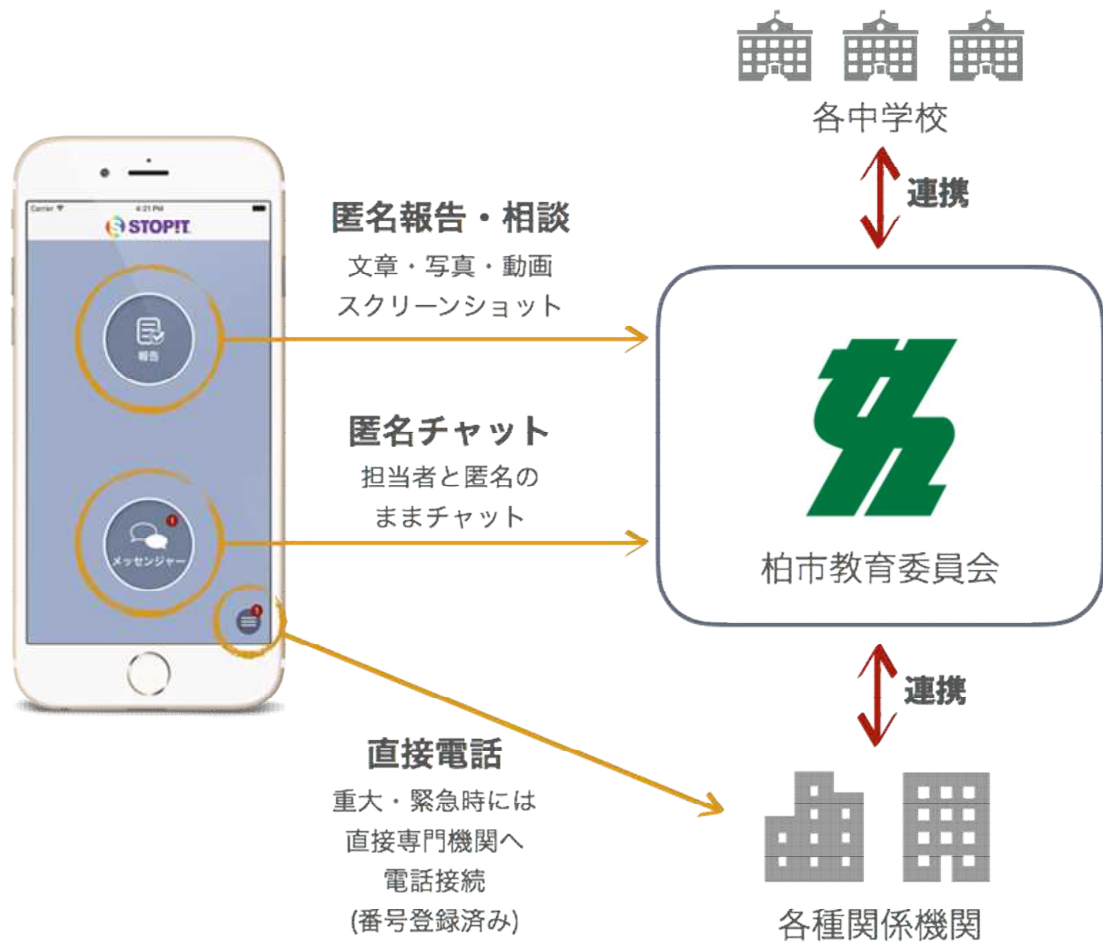 各中学校
連携
Carrier
4:21 PM
STOP!T
報告
メッセンジャー
匿名報告・相談
文章・写真・動画
スクリーンショット
匿名チャット
担当者と匿名の
ままチャット
柏市教育委員会
連携
直接電話
重大・緊急時には
直接専門機関へ
電話接続
(番号登録済み)
各種関係機関